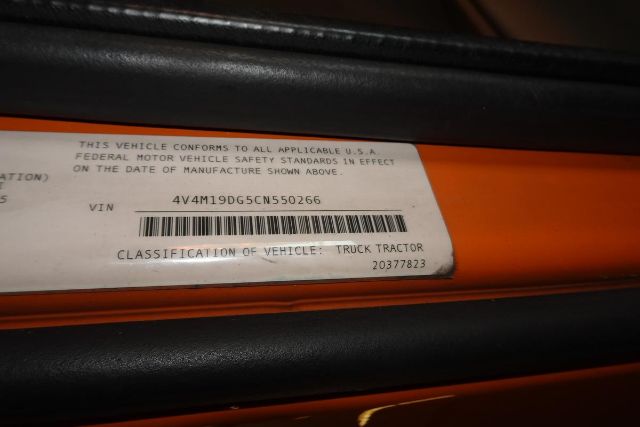 THIS VEHICLE CONFORMS TO ALL APPLICABLE U.S.A.
FEDERAL MOTOR VEHICLE SAFETY STANDARDS IN EFFECT
ON THE DATE OF MANUFACTURE SHOWN ABOVE.
ATION)
I
5
VIN 4V4M19DG5CN550266
CLASSIFICATION OF VEHICLE: TRUCK TRACTOR
20377823